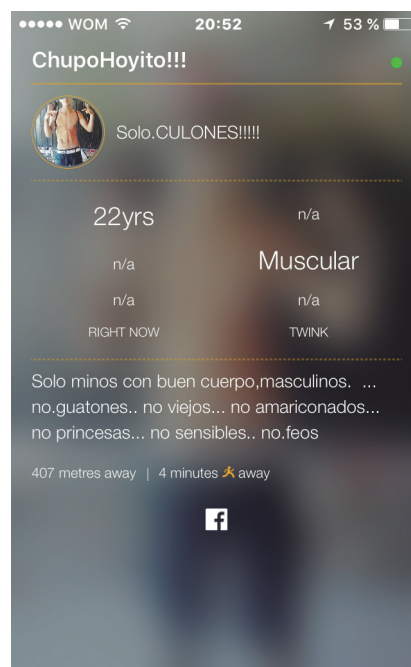 WOM 20:52 53 %
ChupoHoyito!!!
Solo.CULONES!!!!!
22yrs n/a
n/a Muscular
n/a n/a
RIGHT NOW TWINK
Solo minos con buen cuerpo,masculinos.  ...
no.guatones.. no viejos... no amariconados...
no princesas... no sensibles.. no.feos
407 metres away | 4 minutes away